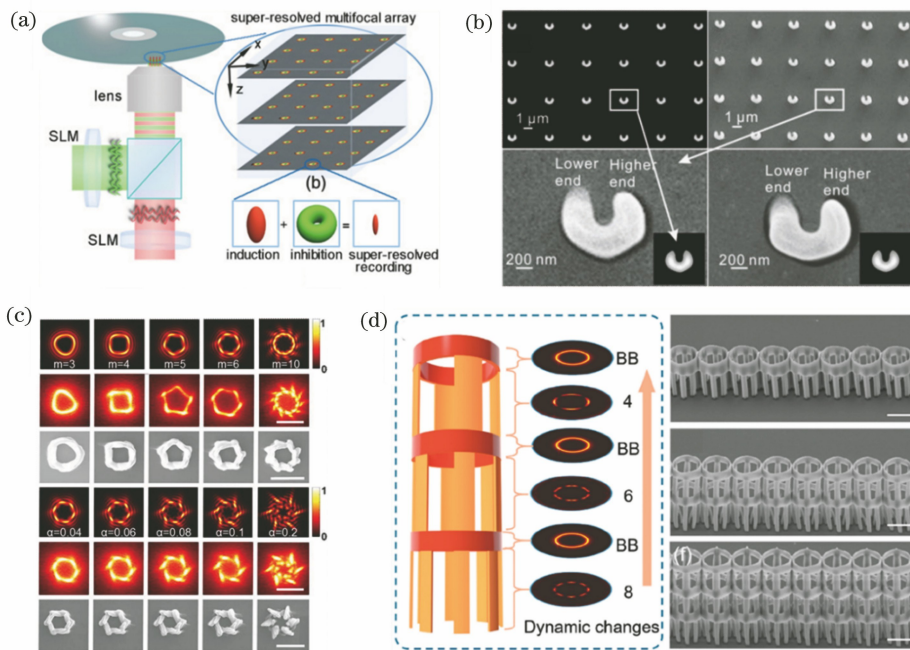 (a)
super-resolved multifocal array
x
y
z
lens
SLM
SLM
(b)
induction
+
inhibition
=
super-resolved
recording
(b)
1 μm
1 μm
Lower
end
Higher
end
Lower
end
Higher
end
200 nm
200 nm
(c)
m=3
m=4
m=5
m=6
m=10
1
0
α=0.04
α=0.06
α=0.08
α=0.1
α=0.2
1
0
(d)
BB
4
BB
6
BB
8
Dynamic changes
(f)